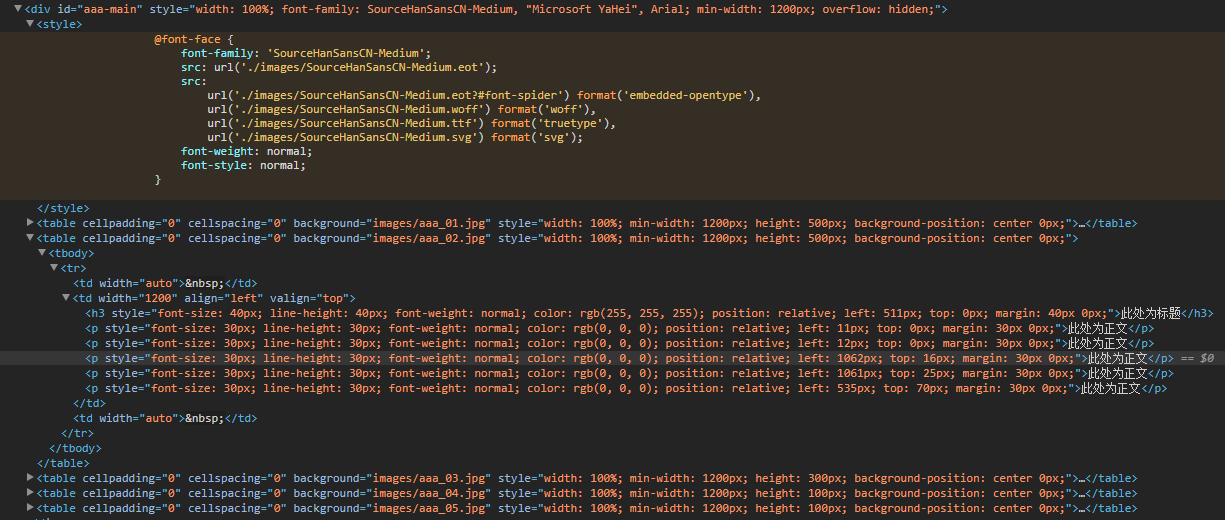 <div id="aaa-main" style="width: 100%; font-family: SourceHanSansCN-Medium, "Microsoft YaHei", Arial; min-width: 1200px; overflow: hidden;">
<style>
@font-face {
font-family: 'SourceHanSansCN-Medium';
src: url('./images/SourceHanSansCN-Medium.eot');
src:
url('./images/SourceHanSansCN-Medium.eot?#font-spider') format('embedded-opentype'),
url('./images/SourceHanSansCN-Medium.woff') format('woff'),
url('./images/SourceHanSansCN-Medium.ttf') format('truetype'),
url('./images/SourceHanSansCN-Medium.svg') format('svg');
font-weight: normal;
font-style: normal;
}
</style>
<table cellpadding="0" cellspacing="0" background="images/aaa_01.jpg" style="width: 100%; min-width: 1200px; height: 500px; background-position: center 0px;">…</table>
<table cellpadding="0" cellspacing="0" background="images/aaa_02.jpg" style="width: 100%; min-width: 1200px; height: 500px; background-position: center 0px;">
<tbody>
<tr>
<td width="auto">&nbsp;</td>
<td width="1200" align="left" valign="top">
<h3 style="font-size: 40px; line-height: 40px; font-weight: normal; color: rgb(255, 255, 255); position: relative; left: 511px; top: 0px; margin: 40px 0px;">此处为标题</h3>
<p style="font-size: 30px; line-height: 30px; font-weight: normal; color: rgb(0, 0, 0); position: relative; left: 11px; top: 0px; margin: 30px 0px;">此处为正文</p>
<p style="font-size: 30px; line-height: 30px; font-weight: normal; color: rgb(0, 0, 0); position: relative; left: 12px; top: 0px; margin: 30px 0px;">此处为正文</p>
<p style="font-size: 30px; line-height: 30px; font-weight: normal; color: rgb(0, 0, 0); position: relative; left: 1062px; top: 16px; margin: 30px 0px;">此处为正文</p> == $0
<p style="font-size: 30px; line-height: 30px; font-weight: normal; color: rgb(0, 0, 0); position: relative; left: 1061px; top: 25px; margin: 30px 0px;">此处为正文</p>
<p style="font-size: 30px; line-height: 30px; font-weight: normal; color: rgb(0, 0, 0); position: relative; left: 535px; top: 70px; margin: 30px 0px;">此处为正文</p>
</td>
<td width="auto">&nbsp;</td>
</tr>
</tbody>
</table>
<table cellpadding="0" cellspacing="0" background="images/aaa_03.jpg" style="width: 100%; min-width: 1200px; height: 300px; background-position: center 0px;">…</table>
<table cellpadding="0" cellspacing="0" background="images/aaa_04.jpg" style="width: 100%; min-width: 1200px; height: 100px; background-position: center 0px;">…</table>
<table cellpadding="0" cellspacing="0" background="images/aaa_05.jpg" style="width: 100%; min-width: 1200px; height: 100px; background-position: center 0px;">…</table>